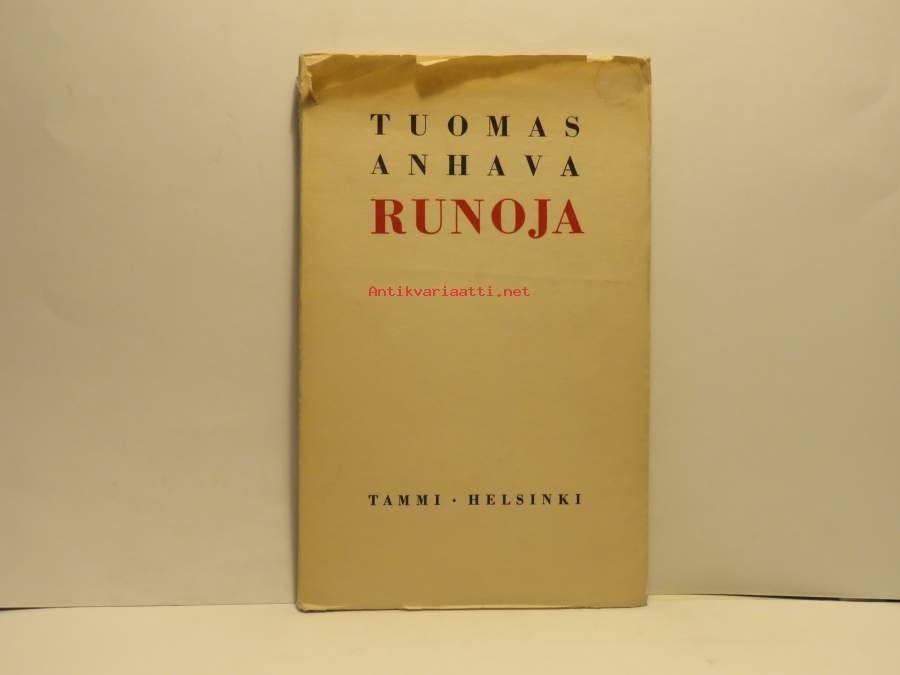 TUOMAS
ANHAVA
RUNOJA
Antikvariaatti.net
TAMMI · HELSINKI